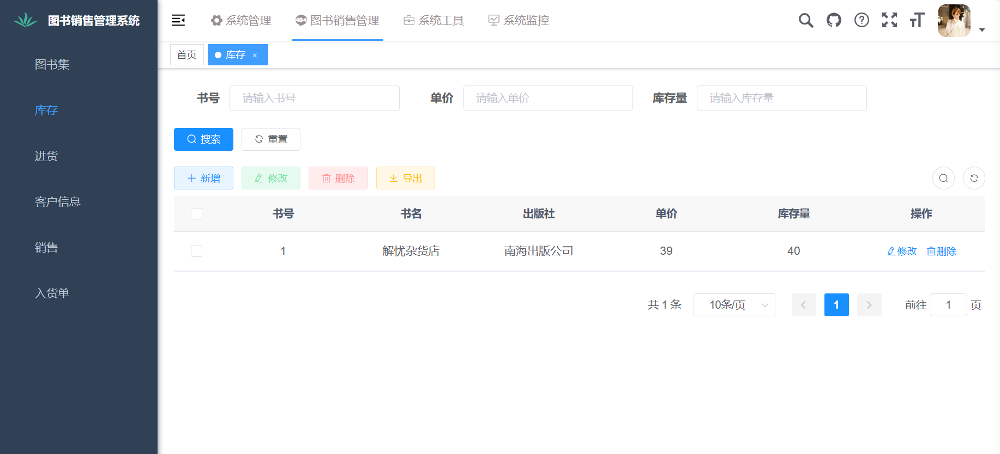 图书销售管理系统
图书集
库存
进货
客户信息
销售
入货单
系统管理
404 图书销售管理
系统工具
系统监控
首页
库存 ×
书号 请输入书号 单价 请输入单价 库存量 请输入库存量
搜索 重置
新增 修改 删除 导出
书号 书名 出版社 单价 库存量 操作
1 解忧杂货店 南海出版公司 39 40 修改 删除
共 1 条 10条/页 1 前往 1 页